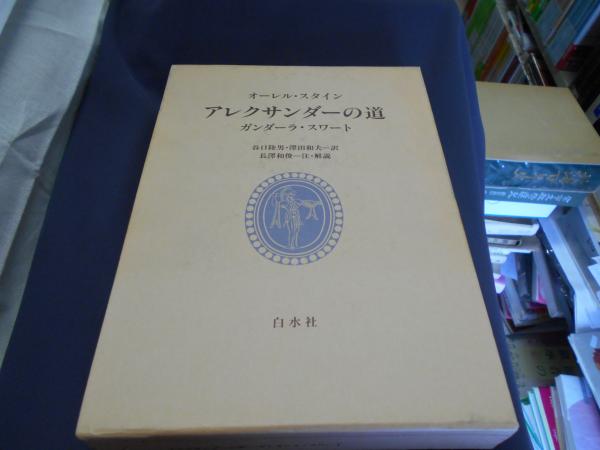 オーレル・スタイン
アレクサンダーの道
ガンダーラ・スワート
谷口陸男・澤田和夫=訳
長澤和俊=注・解説
白水社